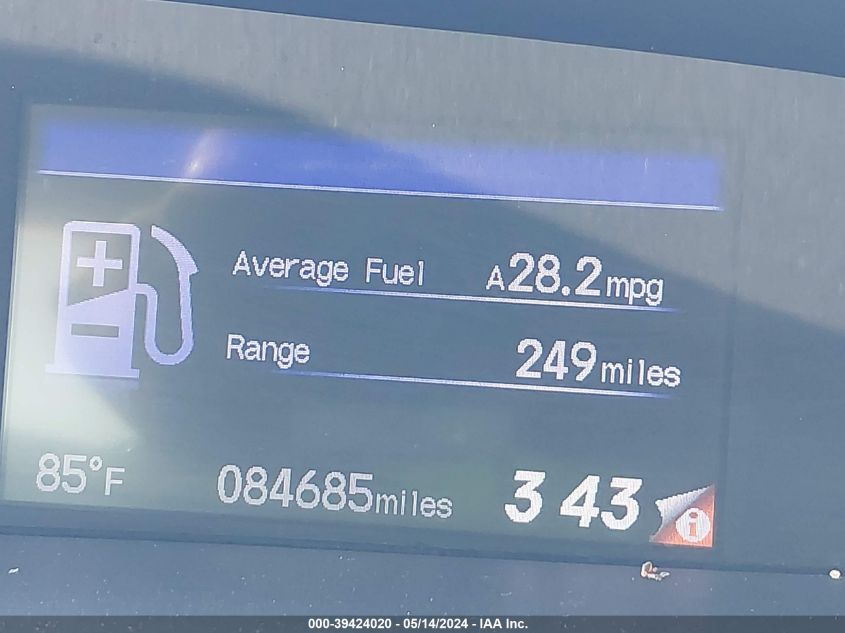 Average Fuel A28.2mpg
Range 249miles
85°F 084685miles 3 43
000-39424020 - 05/14/2024 - IAA Inc.